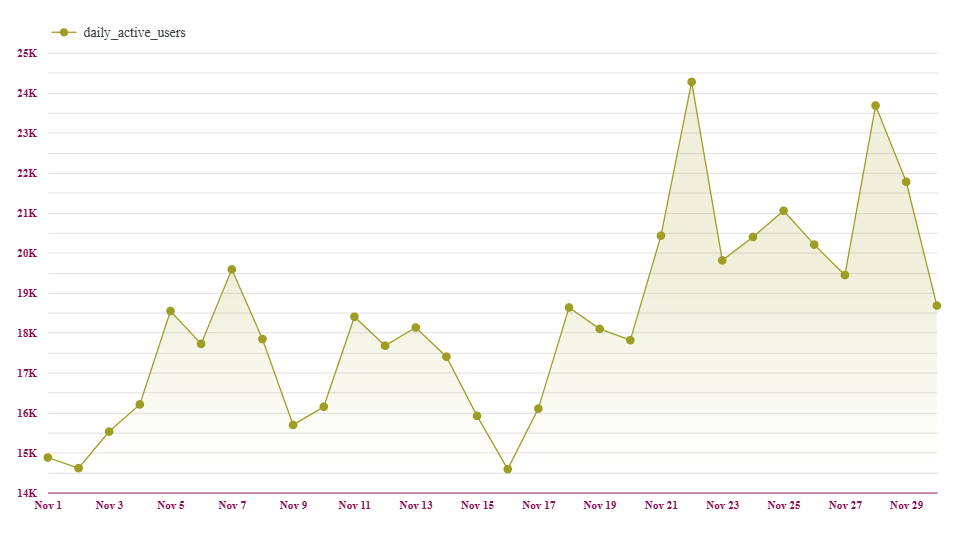 daily_active_users
25K
24K
23K
22K
21K
20K
19K
18K
17K
16K
15K
14K
Nov 1 Nov 3 Nov 5 Nov 7 Nov 9 Nov 11 Nov 13 Nov 15 Nov 17 Nov 19 Nov 21 Nov 23 Nov 25 Nov 27 Nov 29